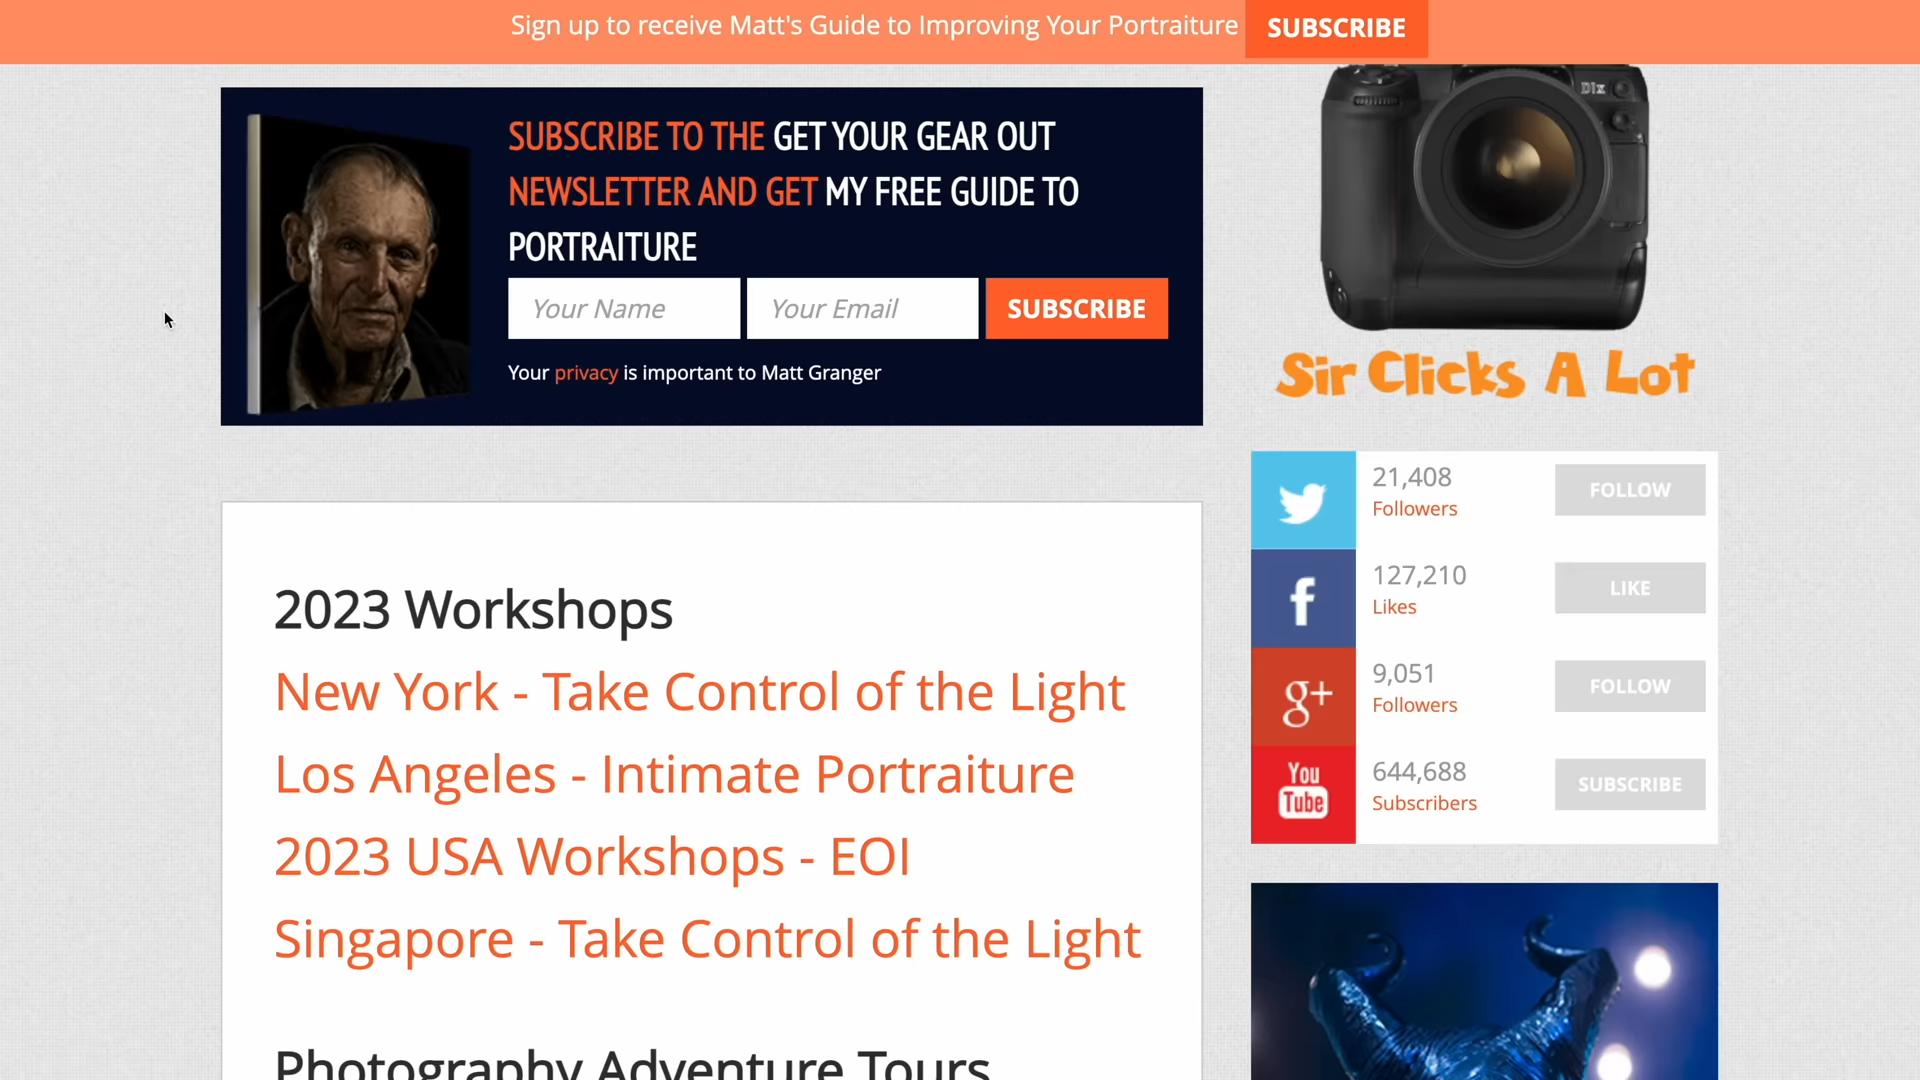 Sign up to receive Matt's Guide to Improving Your Portraiture SUBSCRIBE
SUBSCRIBE TO THE GET YOUR GEAR OUT
NEWSLETTER AND GET MY FREE GUIDE TO
PORTRAITURE
Your Name Your Email SUBSCRIBE
Your privacy is important to Matt Granger
D1x
Sir Clicks A Lot
21,408 FOLLOW
Followers
f 127,210 LIKE
Likes
g+ 9,051 FOLLOW
Followers
You Tube 644,688 SUBSCRIBE
Subscribers
2023 Workshops
New York - Take Control of the Light
Los Angeles - Intimate Portraiture
2023 USA Workshops - EOI
Singapore - Take Control of the Light
Photography Adventure Tours